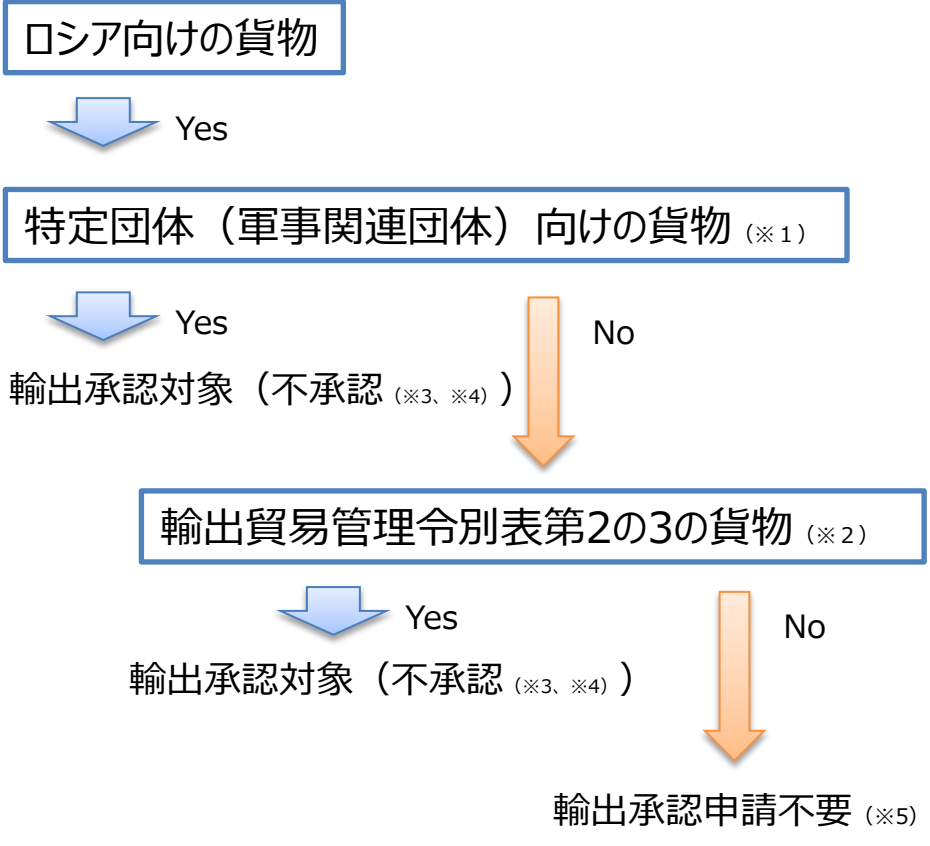 ロシア向けの貨物
Yes
特定団体（軍事関連団体）向けの貨物（※１）
Yes
No
輸出承認対象（不承認（※3、※4））
輸出貿易管理令別表第2の3の貨物（※２）
Yes
No
輸出承認対象（不承認（※3、※4））
輸出承認申請不要（※5）